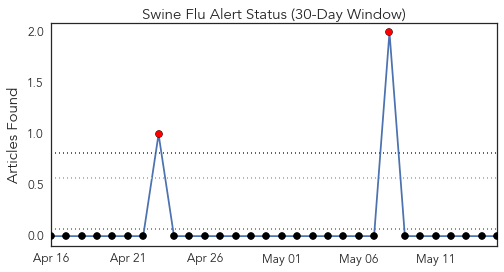 Swine Flu Alert Status (30-Day Window)
Articles Found
2.0
1.5
1.0
0.5
0.0
Apr 16 Apr 21 Apr 26 May 01 May 06 May 11